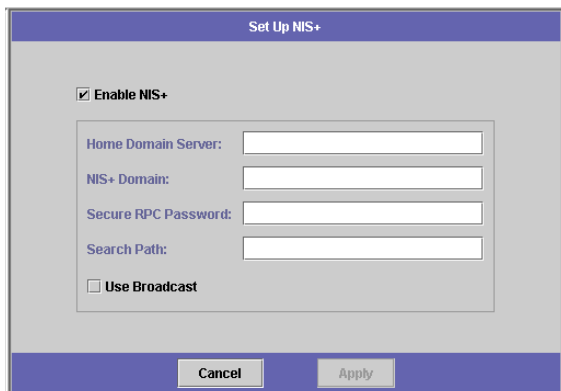 Set Up NIS+
Enable NIS+
Home Domain Server:
NIS+ Domain:
Secure RPC Password:
Search Path:
Use Broadcast
Cancel Apply